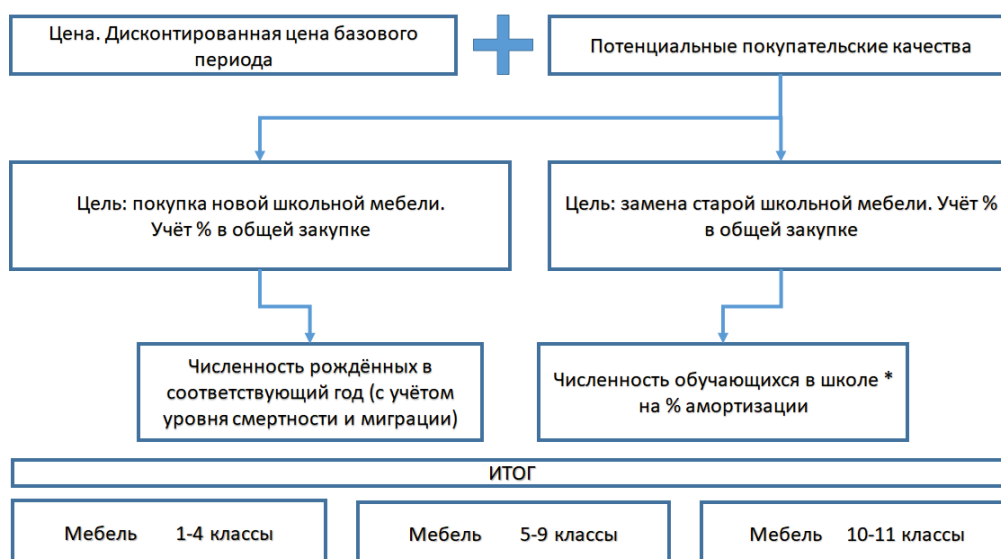 Цена. Дисконтированная цена базового
периода
Потенциальные покупательские качества
Цель: покупка новой школьной мебели.
Учёт % в общей закупке
Цель: замена старой школьной мебели. Учёт %
в общей закупке
Численность рождённых в
соответствующий год (с учётом
уровня смертности и миграции)
Численность обучающихся в школе *
на % амортизации
ИТОГ
Мебель 1-4 классы
Мебель 5-9 классы
Мебель 10-11 классы